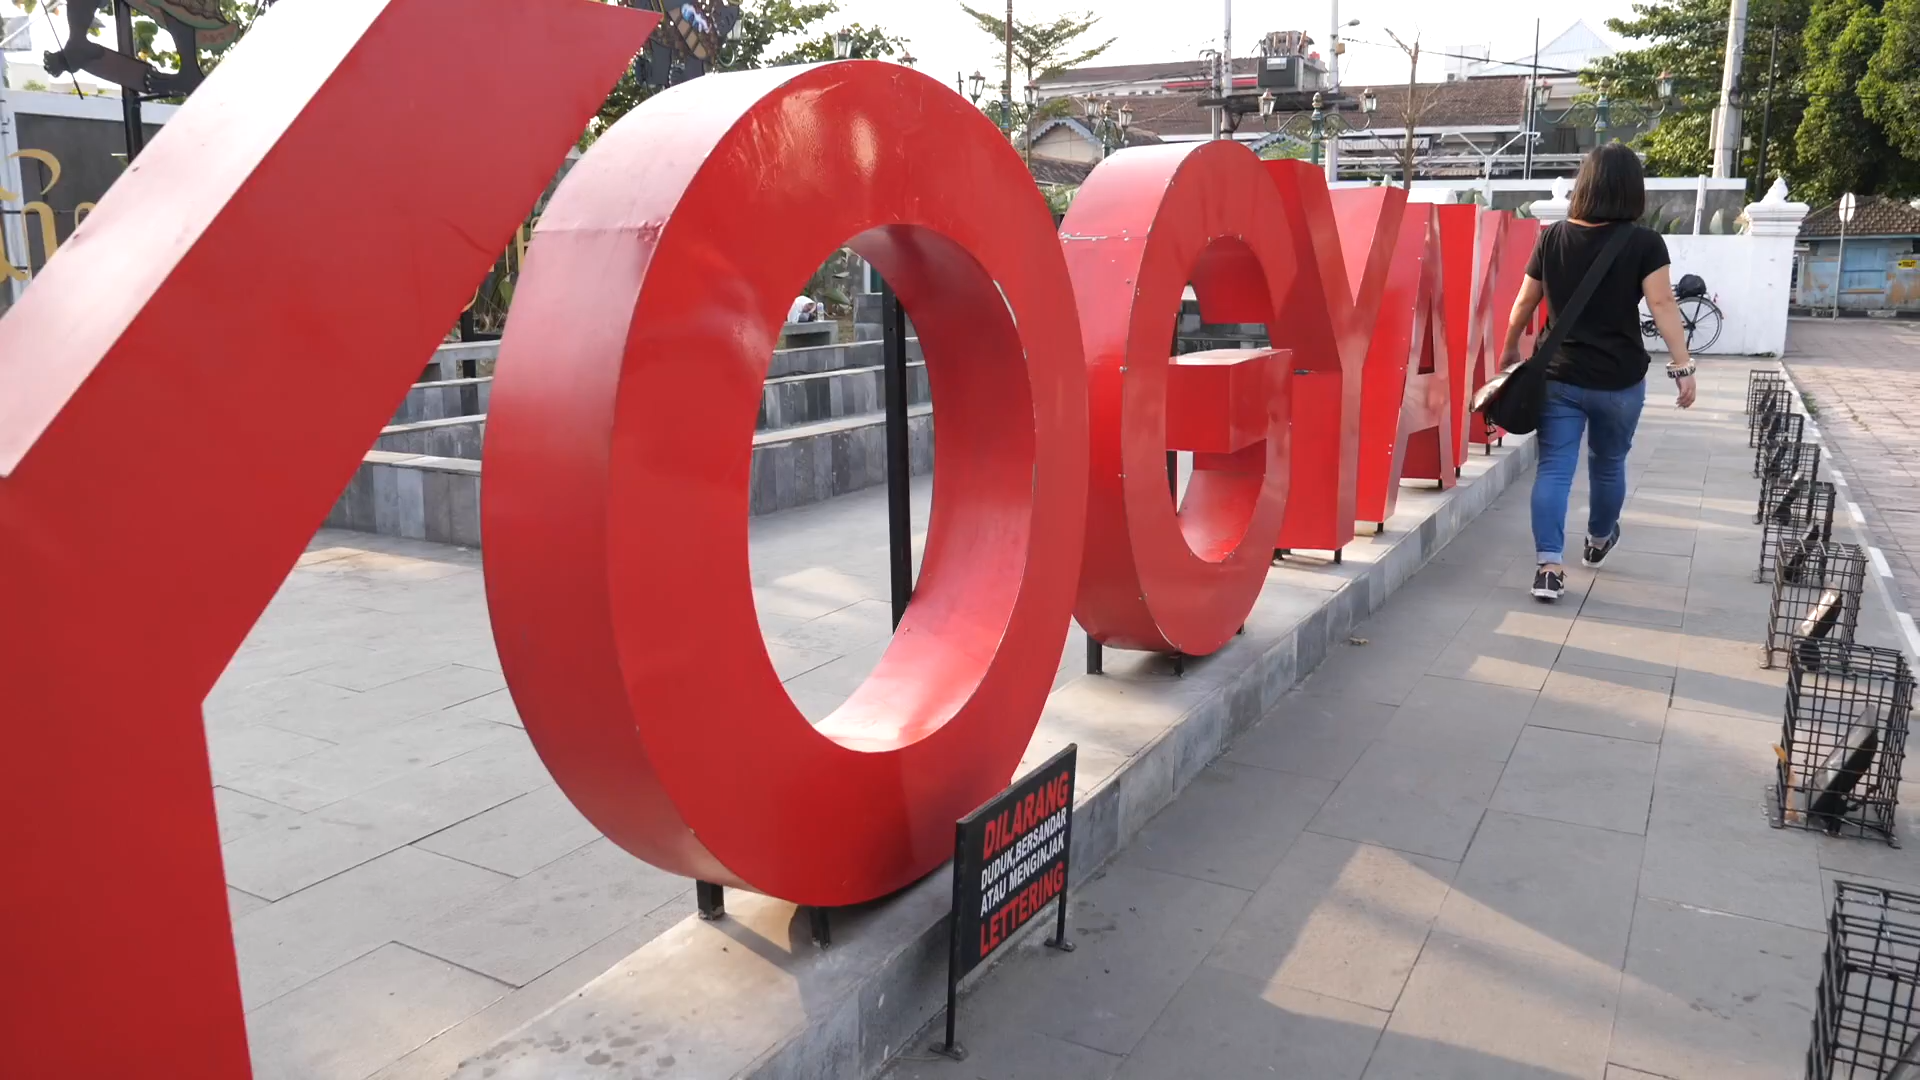 YOGYAK
DILARANG
DUDUK,BERSANDAR
ATAU MENGINJAK
LETTERING